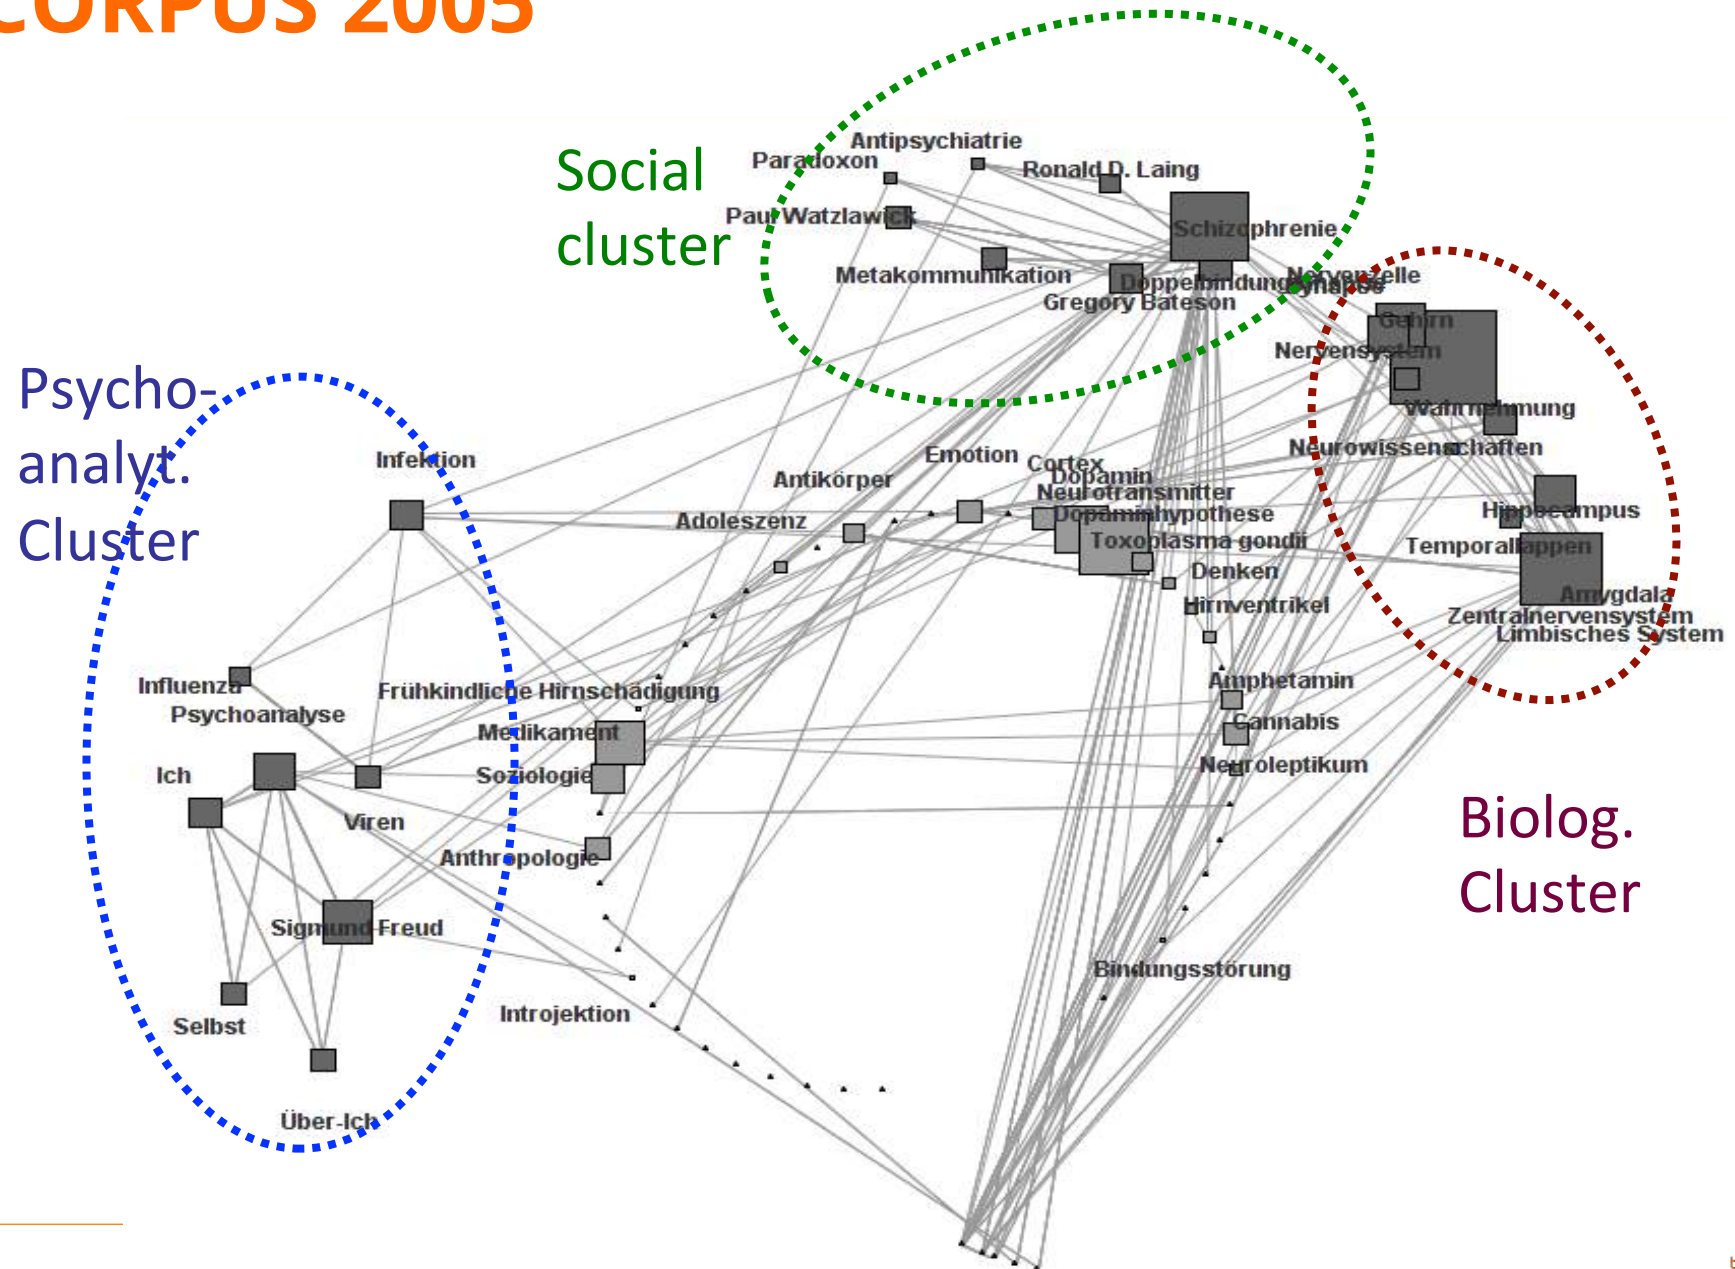 CORPUS 2005
Social
cluster
Antipsychiatrie
Paradoxon
Ronald D. Laing
Paul Watzlawick
Schizophrenie
Metakommunikation
Doppelbindung
Gregory Bateson
Nervenzelle
Synapse
Gehirn
Nervensystem
Wahrnehmung
Neurowissenschaften
Hippocampus
Temporallappen
Amygdala
Zentralnervensystem
Limbisches System
Biolog.
Cluster
Psycho-
analyt.
Cluster
Infektion
Emotion
Cortex
Dopamin
Antikörper
Neurotransmitter
Dopaminhypothese
Adoleszenz
Toxoplasma gondii
Denken
Hirnventrikel
Influenza
Psychoanalyse
Frühkindliche Hirnschädigung
Amphetamin
Medikament
Cannabis
Ich
Soziologie
Neuroleptikum
Viren
Anthropologie
Sigmund Freud
Bindungsstörung
Selbst
Introjektion
Über-Ich